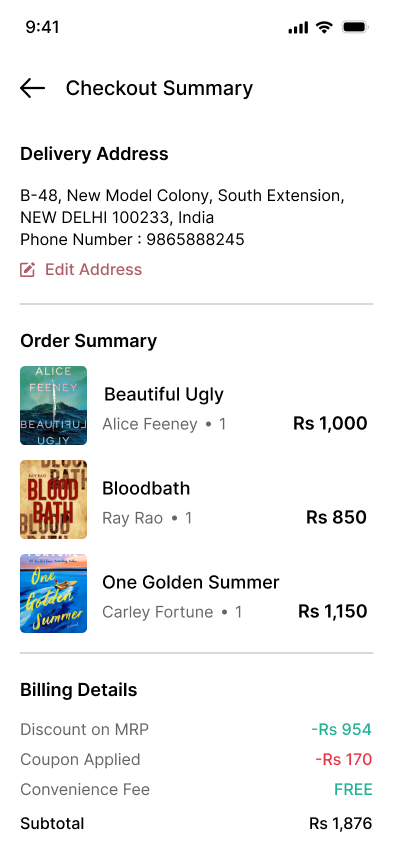 9:41
Checkout Summary
Delivery Address
B-48, New Model Colony, South Extension,
NEW DELHI 100233, India
Phone Number : 9865888245
Edit Address
Order Summary
ALICE
FEENEY
BEAUTIFUL
UGLY
Beautiful Ugly
Alice Feeney • 1
Rs 1,000
BLOOD
BATH
RAY RAO
BLOOD
BATH
BLOOD
Bloodbath
Ray Rao • 1
Rs 850
One
Golden
Summer
One Golden Summer
Carley Fortune • 1
Rs 1,150
Billing Details
Discount on MRP -Rs 954
Coupon Applied -Rs 170
Convenience Fee FREE
Subtotal Rs 1,876